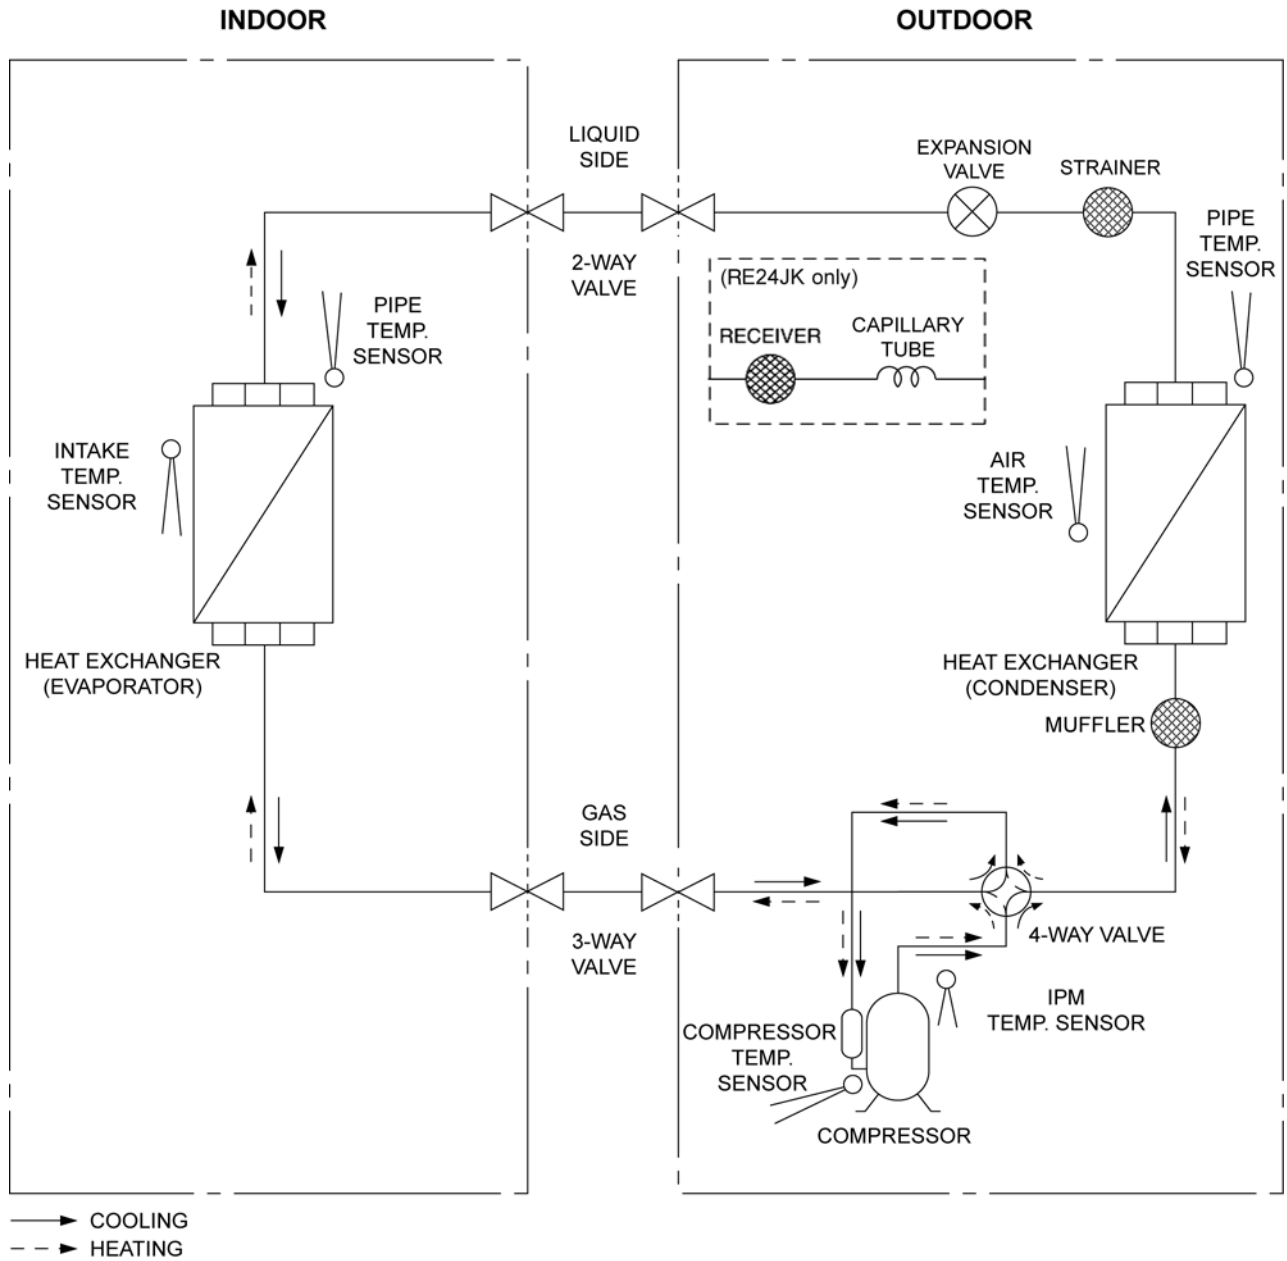 INDOOR
OUTDOOR
LIQUID
SIDE
2-WAY
VALVE
EXPANSION
VALVE
STRAINER
PIPE
TEMP.
SENSOR
(RE24JK only)
RECEIVER
CAPILLARY
TUBE
PIPE
TEMP.
SENSOR
INTAKE
TEMP.
SENSOR
AIR
TEMP.
SENSOR
HEAT EXCHANGER
(EVAPORATOR)
HEAT EXCHANGER
(CONDENSER)
MUFFLER
GAS
SIDE
3-WAY
VALVE
4-WAY VALVE
IPM
TEMP. SENSOR
COMPRESSOR
TEMP.
SENSOR
COMPRESSOR
COOLING
HEATING